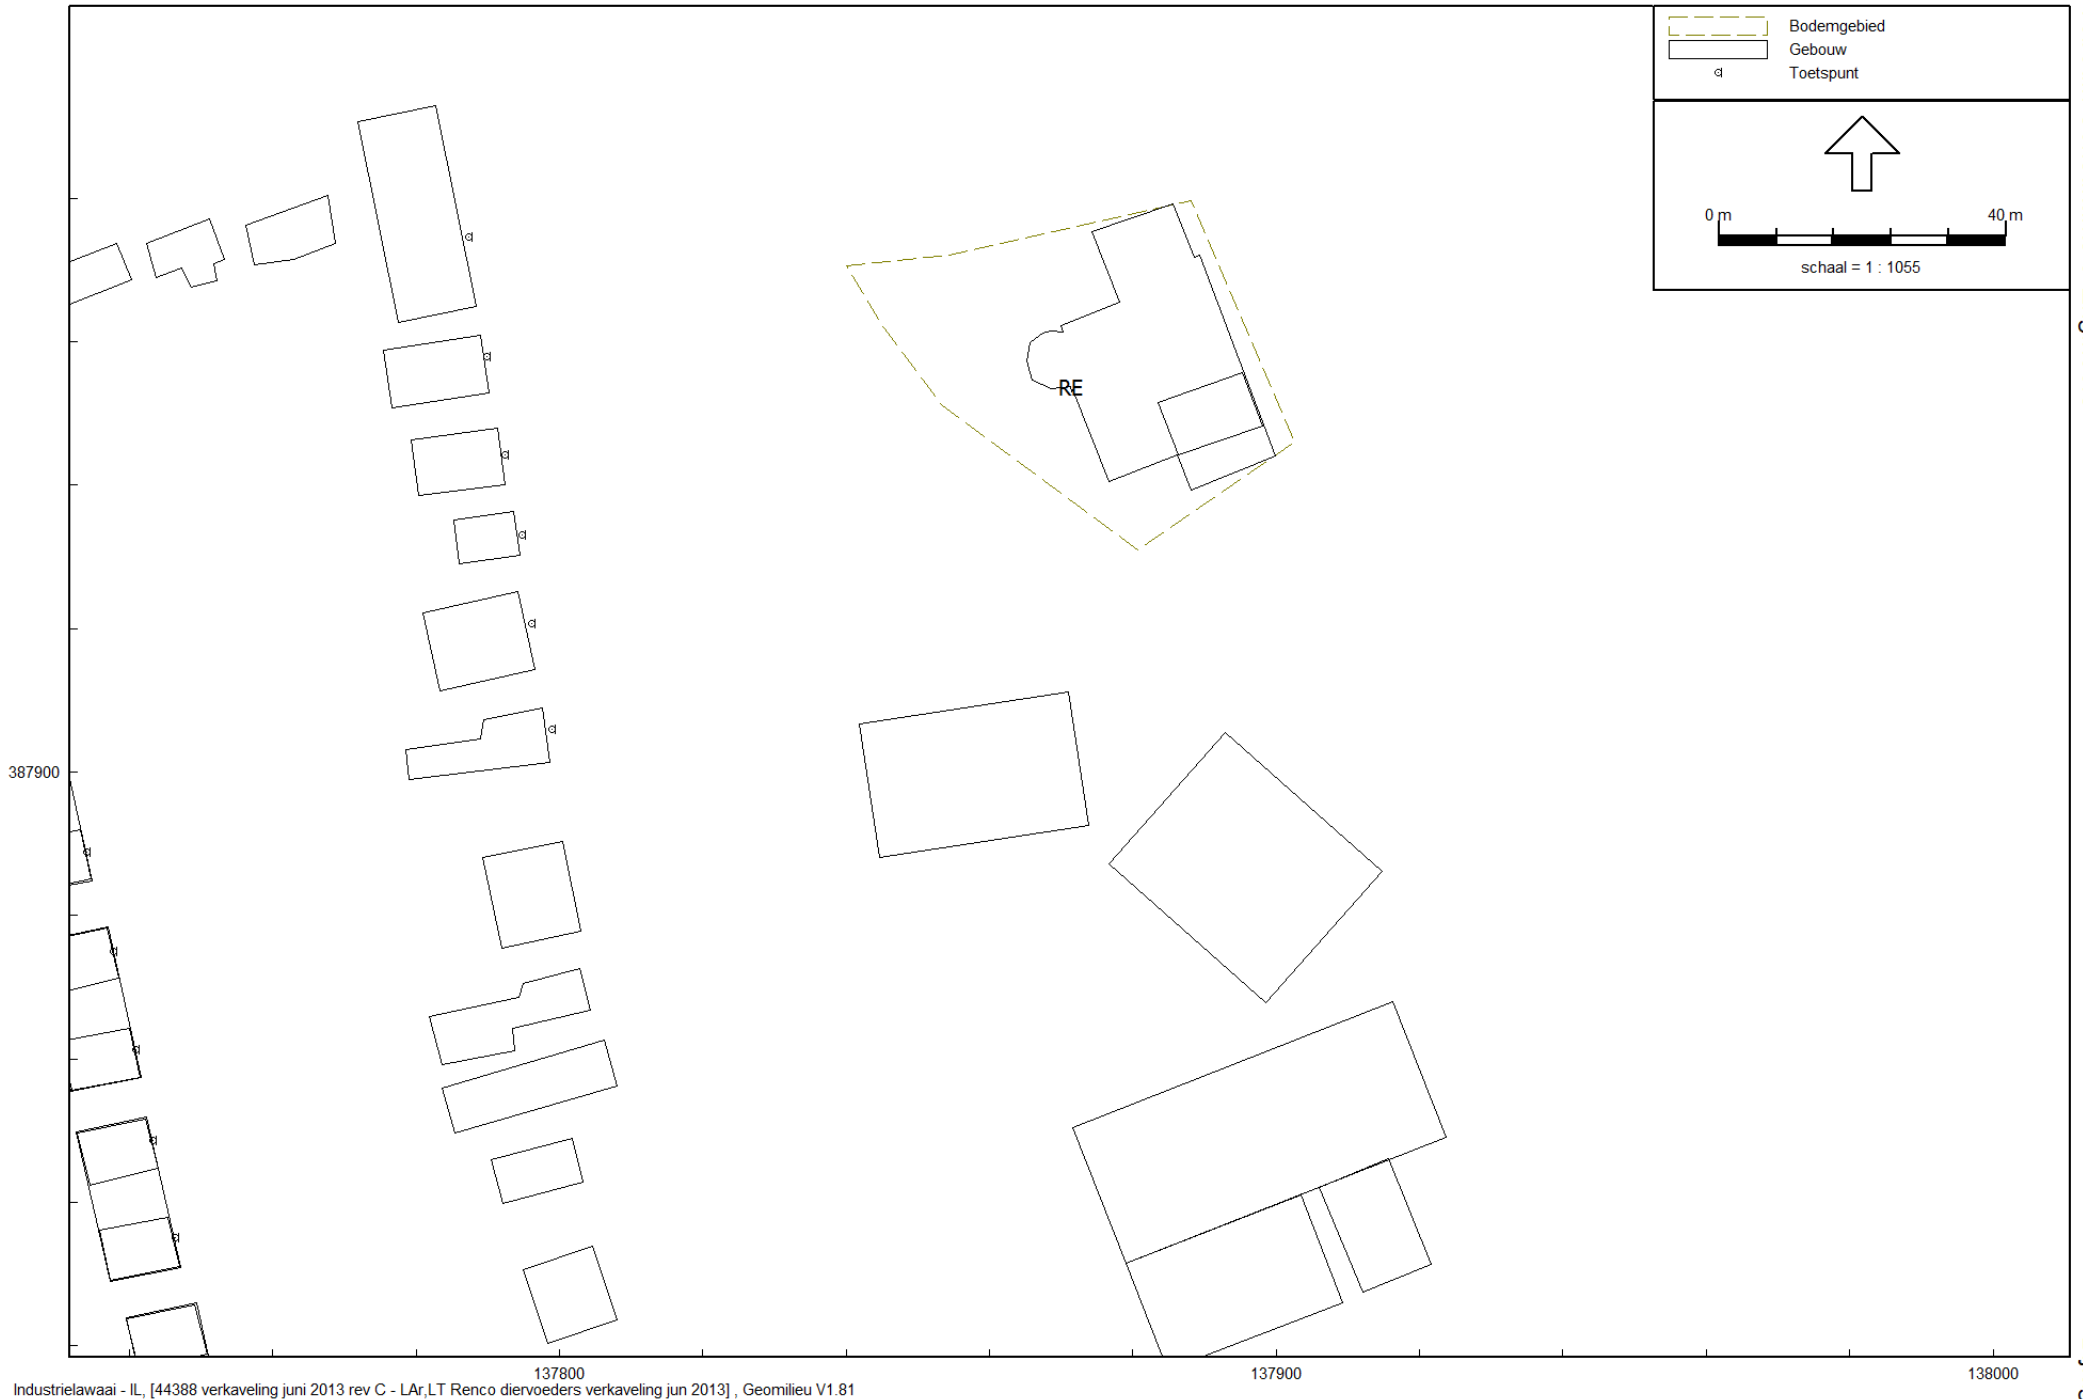 Bodemgebied
Gebouw
Toetspunt
0 m 40 m
schaal = 1 : 1055
RE
387900
137800 137900 138000
Industrielawaai - IL, [44388 verkaveling juni 2013 rev C - LAr,LT Renco diervoeders verkaveling jun 2013] , Geomilieu V1.81